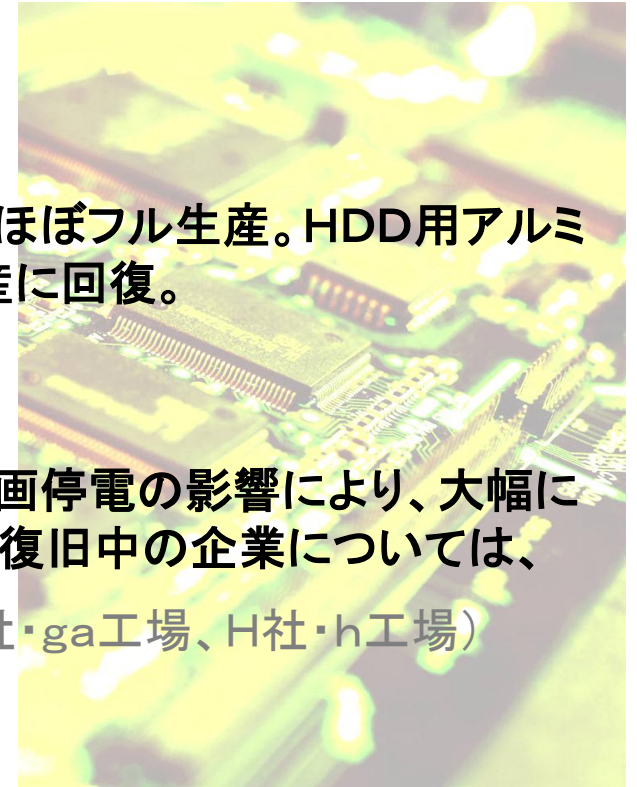 ほぼフル生産。HDD用アルミ
産に回復。
画停電の影響により、大幅に
復旧中の企業については、
社・ga工場、H社・h工場）